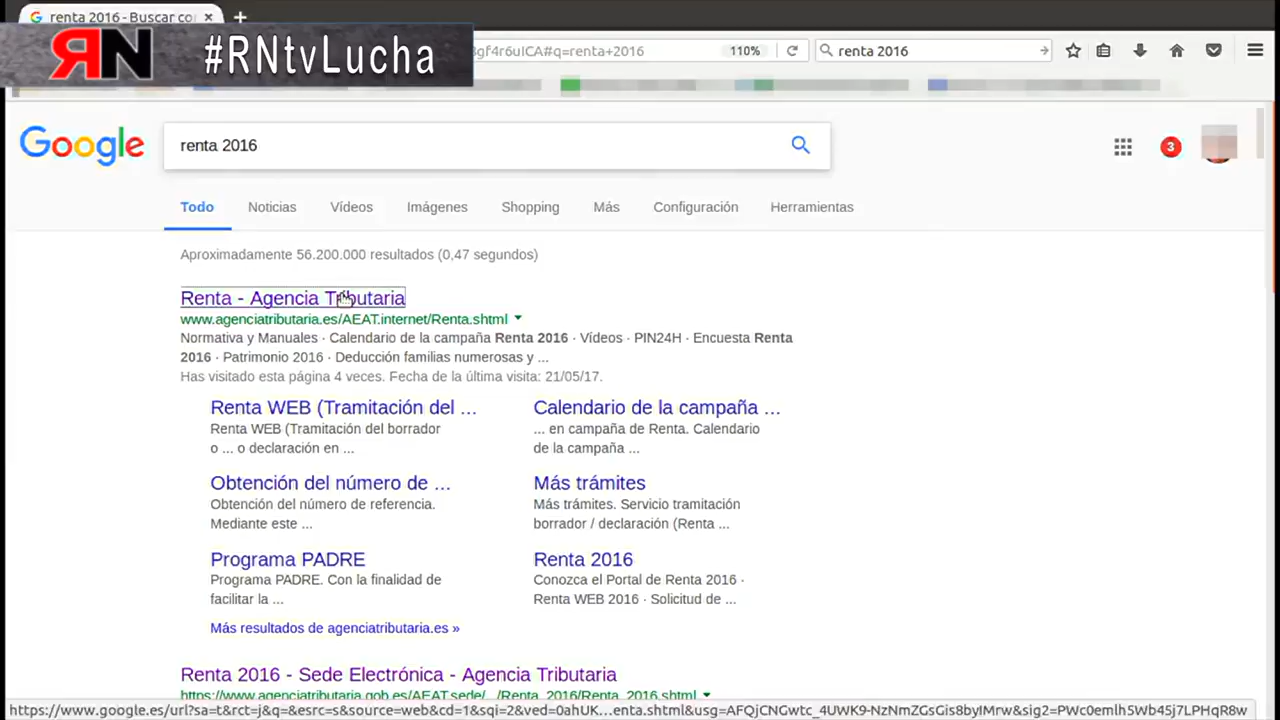 renta 2016 - Buscar co
RN #RNtvLucha
3gf4r6uICA#q=renta+2016 110% renta 2016
Google renta 2016
3
Todo Noticias Vídeos Imágenes Shopping Más Configuración Herramientas
Aproximadamente 56.200.000 resultados (0,47 segundos)
Renta - Agencia Tributaria
www.agenciatributaria.es/AEAT.internet/Renta.shtml
Normativa y Manuales · Calendario de la campaña Renta 2016 · Vídeos · PIN24H · Encuesta Renta
2016 · Patrimonio 2016 · Deducción familias numerosas y ...
Has visitado esta página 4 veces. Fecha de la última visita: 21/05/17.
Renta WEB (Tramitación del ...
Renta WEB (Tramitación del borrador
o ... o declaración en ...
Calendario de la campaña ...
... en campaña de Renta. Calendario
de la campaña ...
Obtención del número de ...
Obtención del número de referencia.
Mediante este ...
Más trámites
Más trámites. Servicio tramitación
borrador / declaración (Renta ...
Programa PADRE
Programa PADRE. Con la finalidad de
facilitar la ...
Renta 2016
Conozca el Portal de Renta 2016 ·
Renta WEB 2016 · Solicitud de ...
Más resultados de agenciatributaria.es »
Renta 2016 - Sede Electrónica - Agencia Tributaria
https://www.agenciatributaria.gob.es/AEAT.sede/.../Renta_2016/Renta_2016.shtml
https://www.google.es/url?sa=t&rct=j&q=&esrc=s&source=web&cd=1&sqi=2&ved=0ahUK...enta.shtml&usg=AFQjCNGwtc_4UWK9-NzNmZGsGis8byIMrw&sig2=PWc0emlh5Wb45j7LPHqR8w